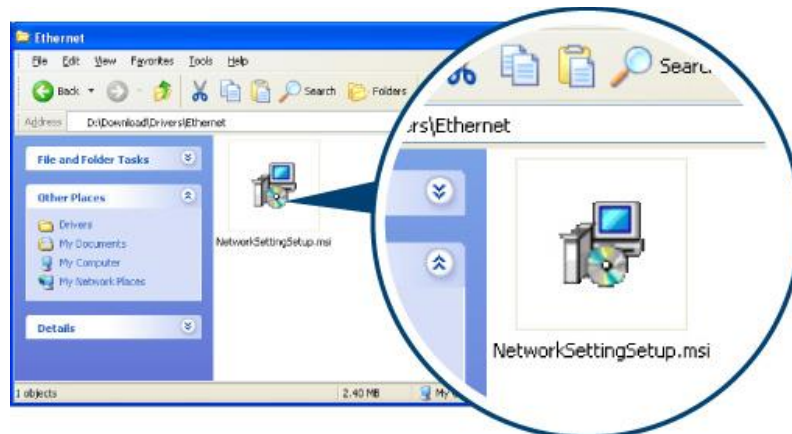 Ethernet
File Edit View Favorites Tools Help
Back Search Folders
Address D:\Download\Drivers\Ethernet
File and Folder Tasks
Other Places
Drivers
My Documents
My Computer
My Network Places
Details
NetworkSettingSetup.msi
1 objects 2.40 MB My
Sear
ers\Ethernet
NetworkSettingSetup.msi